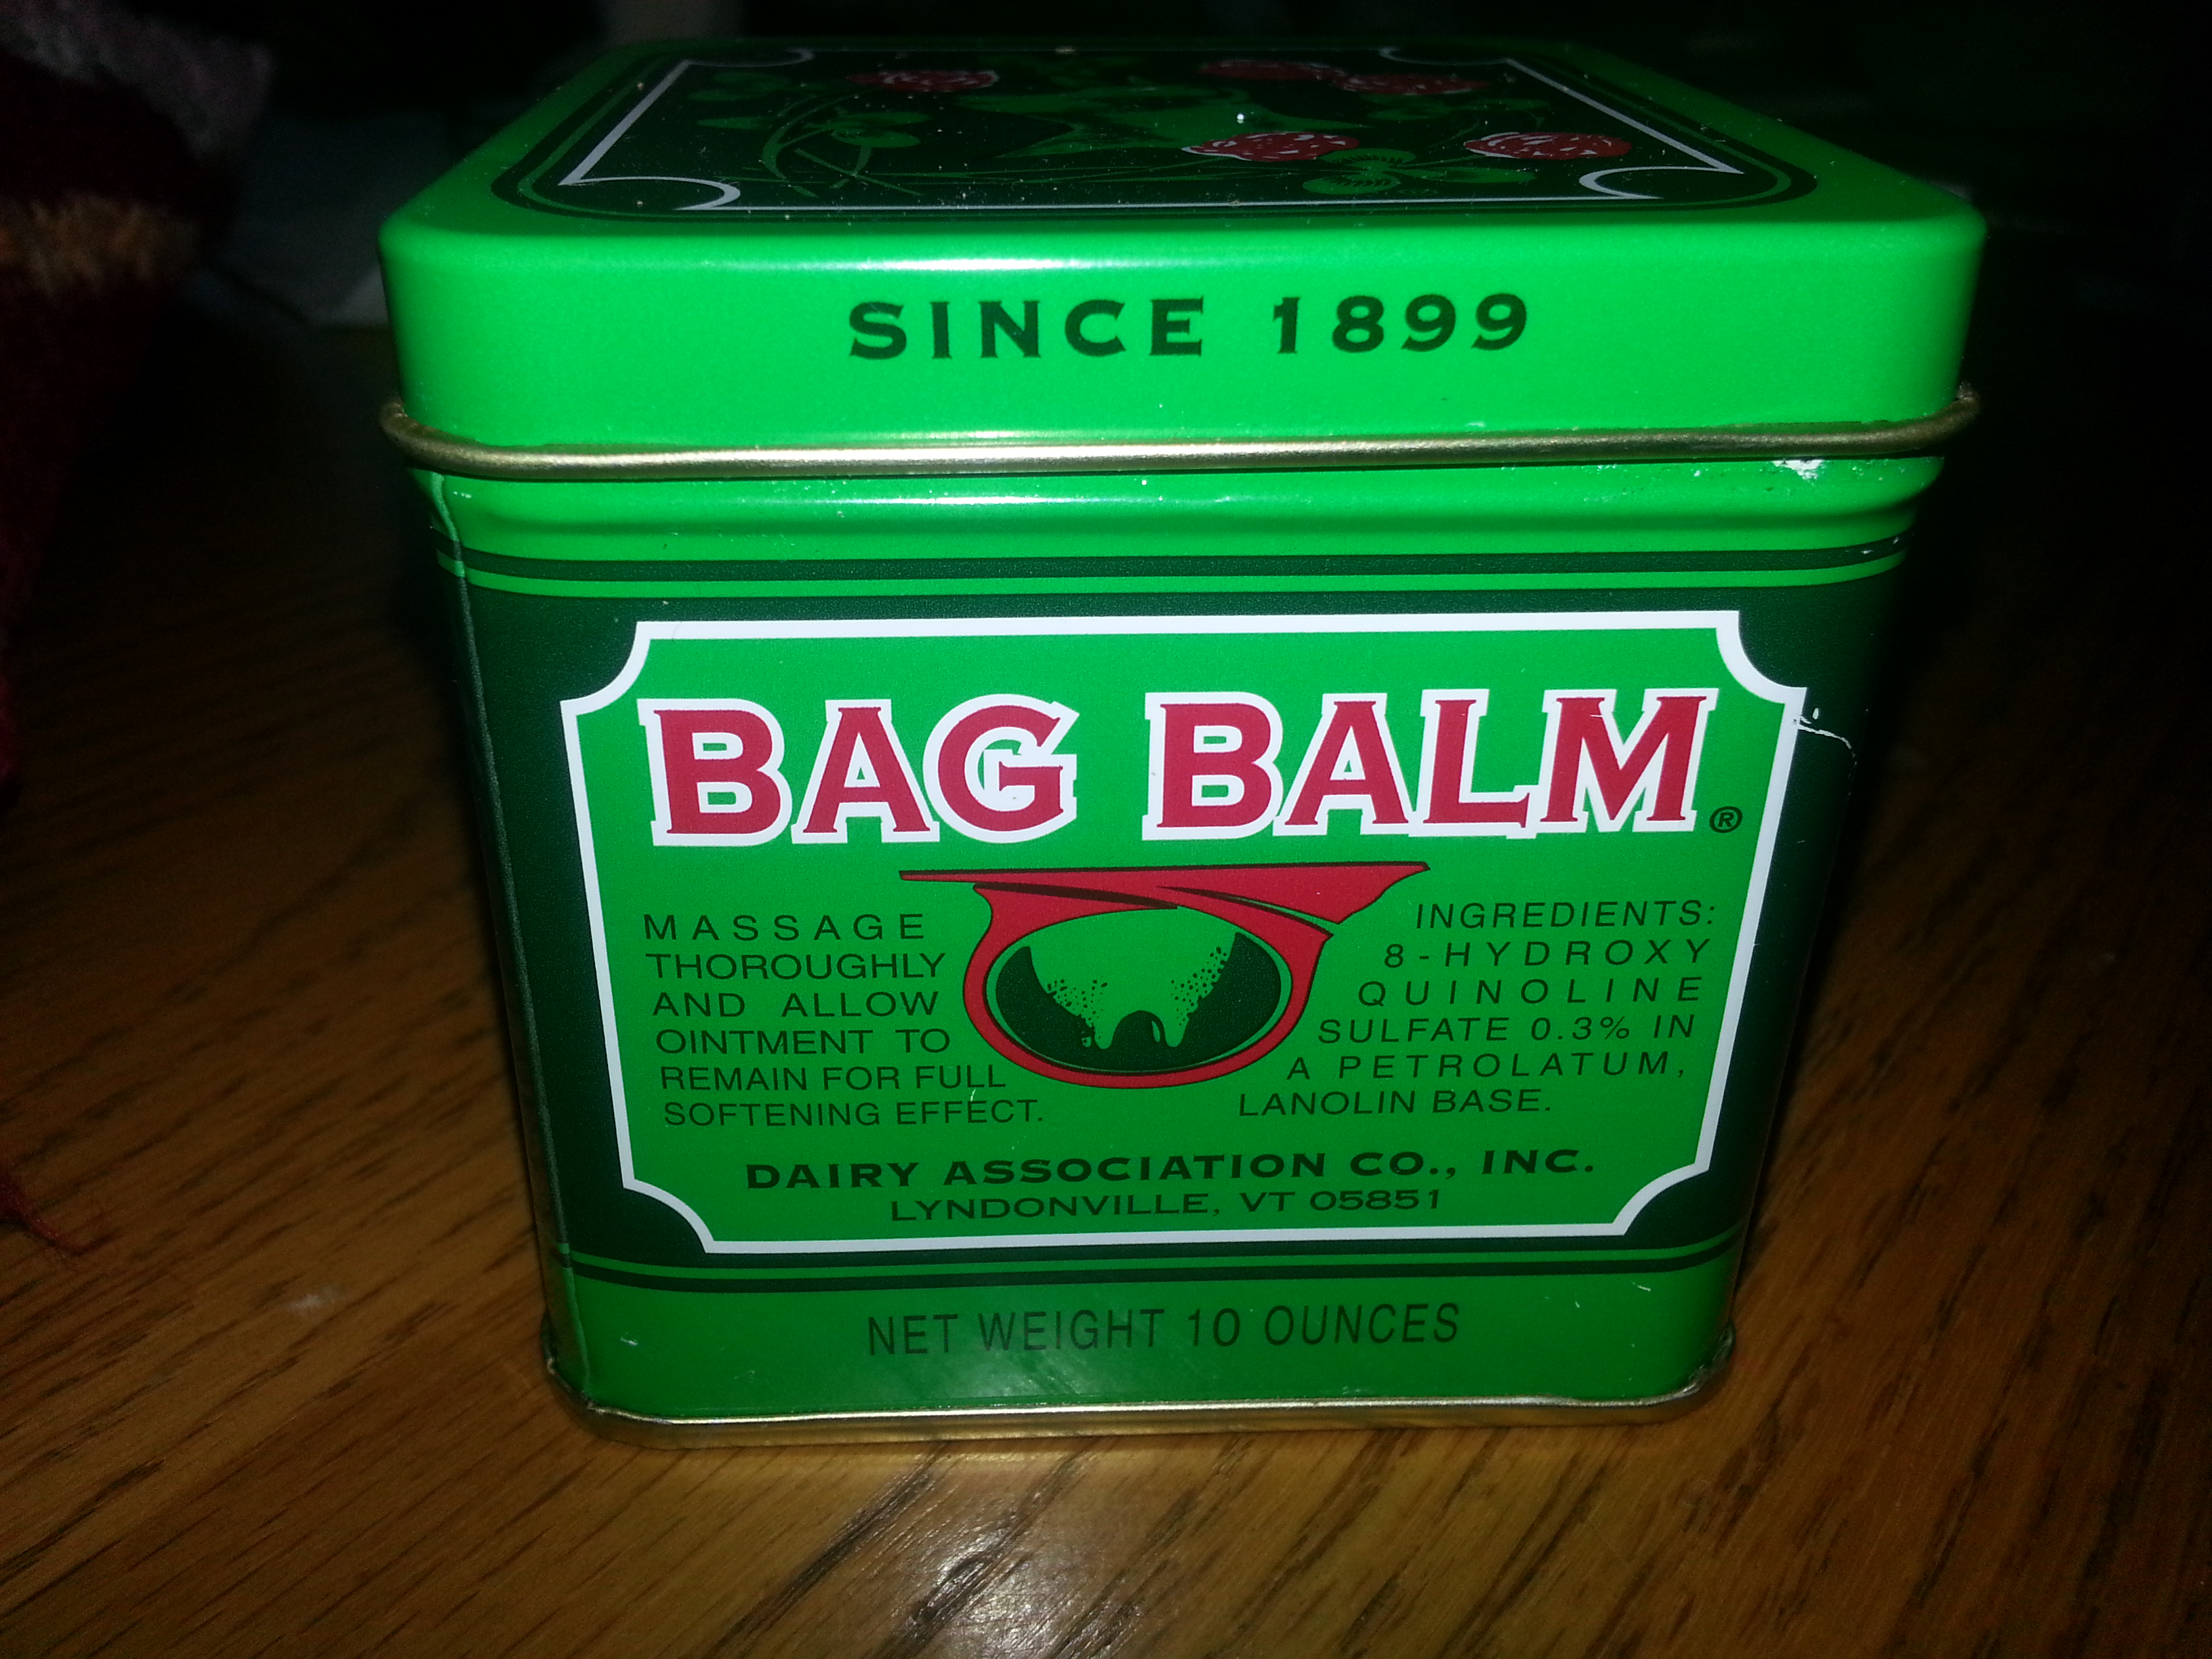 SINCE 1899
BAG BALM®
MASSAGE
THOROUGHLY
AND ALLOW
OINTMENT TO
REMAIN FOR FULL
SOFTENING EFFECT.
INGREDIENTS:
8-HYDROXY
QUINOLINE
SULFATE 0.3% IN
A PETROLATUM,
LANOLIN BASE.
DAIRY ASSOCIATION CO., INC.
LYNDONVILLE, VT 05851
NET WEIGHT 10 OUNCES